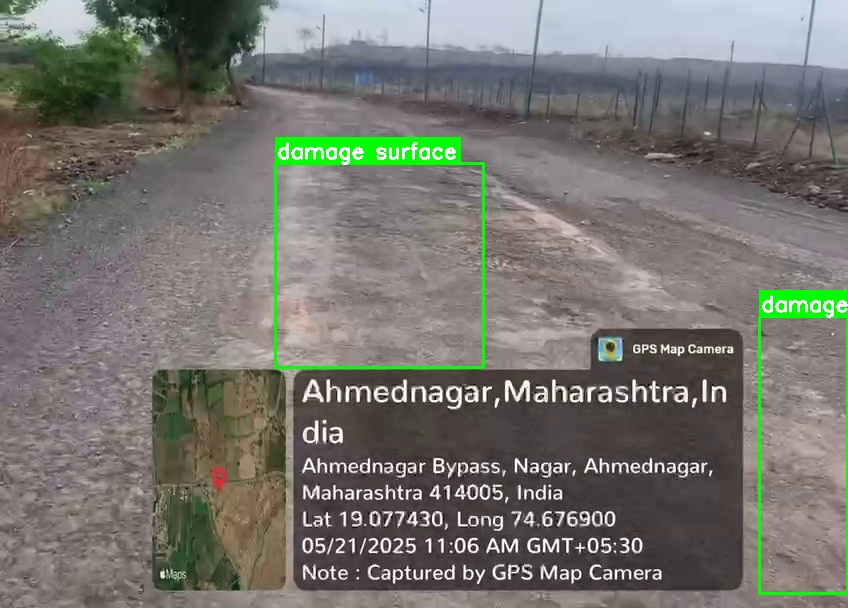 damage surface
damage
GPS Map Camera
Ahmednagar,Maharashtra,In
dia
Ahmednagar Bypass, Nagar, Ahmednagar,
Maharashtra 414005, India
Lat 19.077430, Long 74.676900
05/21/2025 11:06 AM GMT+05:30
Note : Captured by GPS Map Camera
Maps